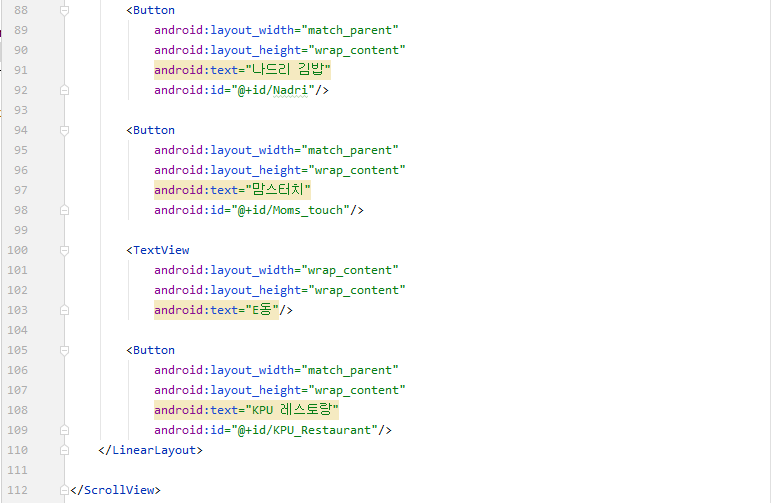 88 <Button
89 android:layout_width="match_parent"
90 android:layout_height="wrap_content"
91 android:text="나드리 김밥"
92 android:id="@+id/Nadri"/>
93
94 <Button
95 android:layout_width="match_parent"
96 android:layout_height="wrap_content"
97 android:text="맘스터치"
98 android:id="@+id/Moms_touch"/>
99
100 <TextView
101 android:layout_width="wrap_content"
102 android:layout_height="wrap_content"
103 android:text="E동"/>
104
105 <Button
106 android:layout_width="match_parent"
107 android:layout_height="wrap_content"
108 android:text="KPU 레스토랑"
109 android:id="@+id/KPU_Restaurant"/>
110 </LinearLayout>
111
112 </ScrollView>